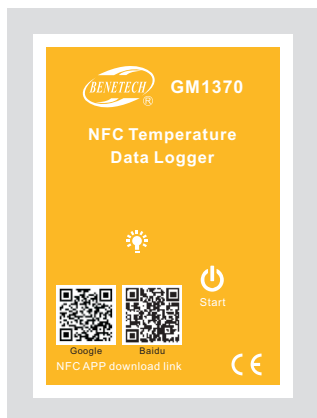 BENETECH ® GM1370
NFC Temperature
Data Logger
Start
Google Baidu
NFC APP download link
CE